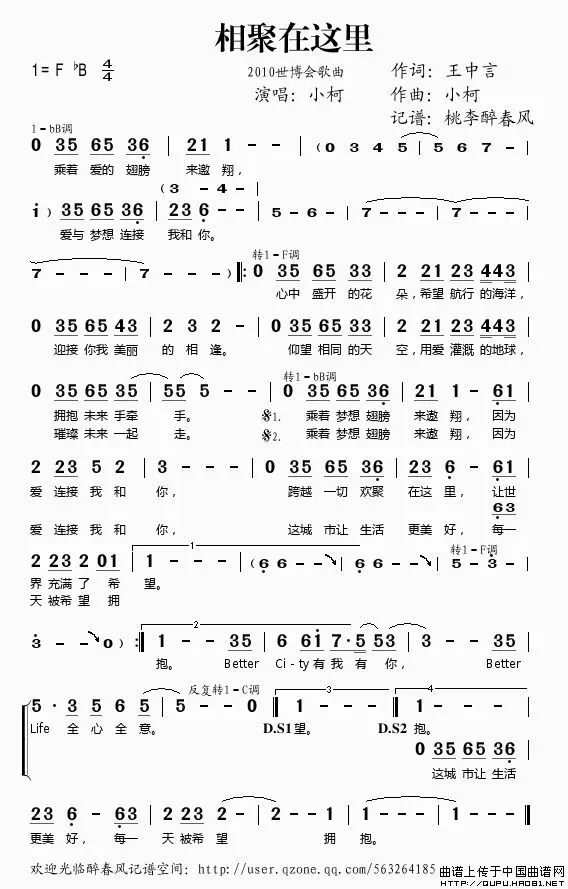 相聚在这里
1=F ♭B 4/4
2010世博会歌曲
作词：王中言
演唱：小柯
作曲：小柯
记谱：桃李醉春风
1-bB调
0 35 65 36 | 21 1 - - | (0 3 4 5 | 5 6 7 - |
乘着 爱的 翅膀 来邀 翔，
(3 - 4 -)
i) 35 65 36 | 23 6 - - | 5 - - 6 | 7 - - - | 7 - - - |
爱与 梦想 连接 我和 你。
转1-F调
7 - - - | 7 - - -) ‖: 0 35 65 33 | 2 21 23 443 |
心中 盛开 的花 朵，希望 航行 的海洋，
0 35 65 43 | 2 3 2 - | 0 35 65 33 | 2 21 23 443 |
迎接 你我 美丽 的 相 逢。 仰望 相同 的天 空，用爱 灌溉 的地球，
转1-bB调
0 35 65 35 | 55 5 - - | 0 35 65 36 | 21 1 - 61 |
拥抱 未来 手牵 手。 𝄋1. 乘着 梦想 翅膀 来邀 翔， 因为
璀璨 未来 一起 走。 𝄋2. 乘着 梦想 翅膀 来邀 翔， 因为
2 23 5 2 | 3 - - - | 0 35 65 36 | 23 6 - 61 |
爱 连接 我 和 你， 跨越 一切 欢聚 在这 里， 让世
63
爱 连接 我 和 你， 这城 市让 生活 更美 好， 每一
1
转1-F调
2 23 2 01 | 1 - - - | (6 6 - - | 6 6 - - | 5 - 3 - |
界 充满 了 希 望。
天 被希 望 拥
2
3 - - 0) :‖ 1 - - 35 | 6 61 7·5 53 | 3 - - 35 |
抱。 Better Ci-ty 有 我 有 你， Better
反复转1-C调
3
4
5 · 3 5 6 5 | 5 - - 0 ‖ 1 - - - ‖ 1 - - -
Life 全 心 全 意。 D.S1 望。 D.S2 抱。
0 35 65 36 |
这城 市让 生活
23 6 - 63 | 2 23 2 - | 2 - 2 - | 1 - - - ‖
更美 好， 每一 天 被希 望 拥 抱。
欢迎光临醉春风记谱空间：http://user.qzone.qq.com/563264185
曲谱上传于中国曲谱网
HTTP://QUPU.HAO81.NET